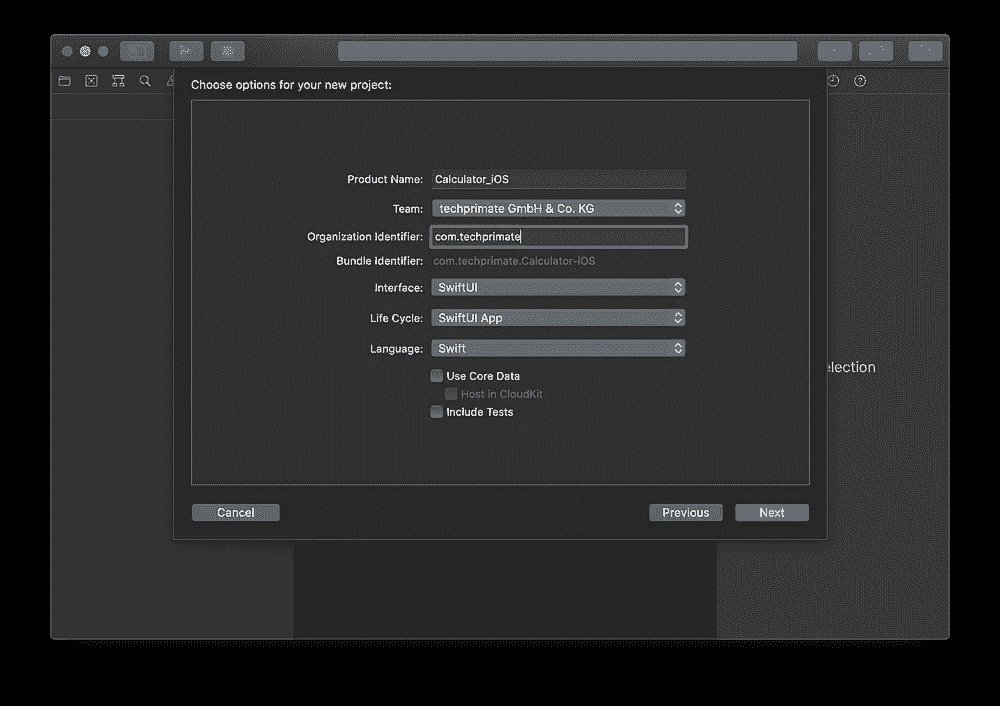 Choose options for your new project:
Product Name: Calculator_iOS
Team: techprimate GmbH & Co. KG
Organization Identifier: com.techprimate
Bundle Identifier: com.techprimate.Calculator-iOS
Interface: SwiftUI
Life Cycle: SwiftUI App
Language: Swift
election
Use Core Data
Host in CloudKit
Include Tests
Cancel Previous Next